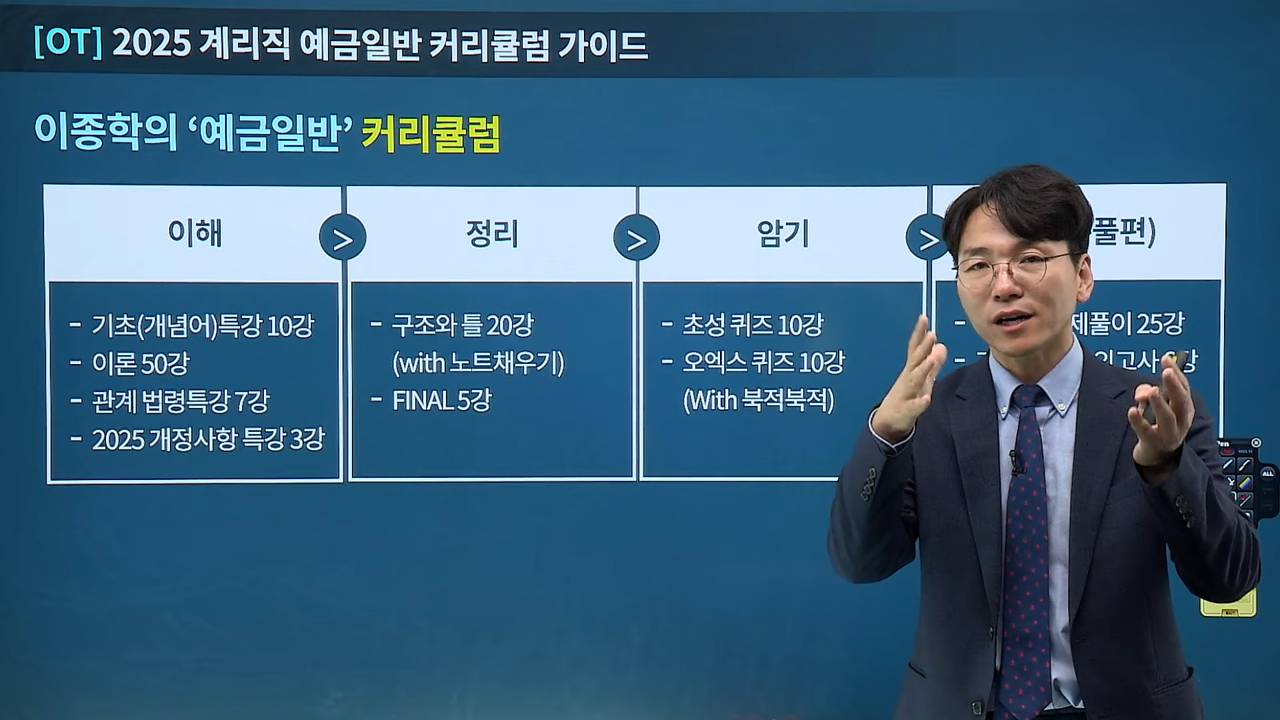 [OT] 2025 계리직 예금일반 커리큘럼 가이드
이종학의 ‘예금일반’ 커리큘럼
이해
>
정리
>
암기
>
풀편)
- 기초(개념어)특강 10강
- 이론 50강
- 관계 법령특강 7강
- 2025 개정사항 특강 3강
- 구조와 틀 20강
(with 노트채우기)
- FINAL 5강
- 초성 퀴즈 10강
- 오엑스 퀴즈 10강
(With 북적북적)
- 제풀이 25강
ALL